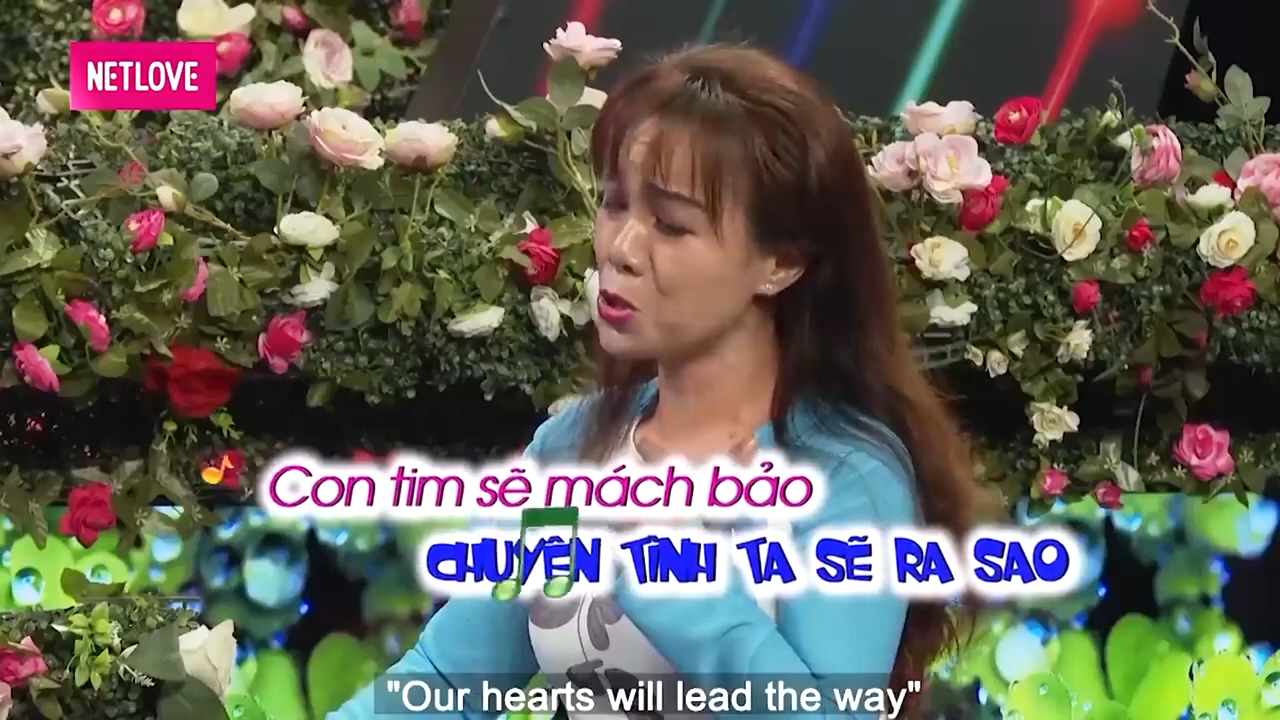 NETLOVE
Con tim sẽ mách bảo
CHUYỆN TÌNH TA SẼ RA SAO
"Our hearts will lead the way"